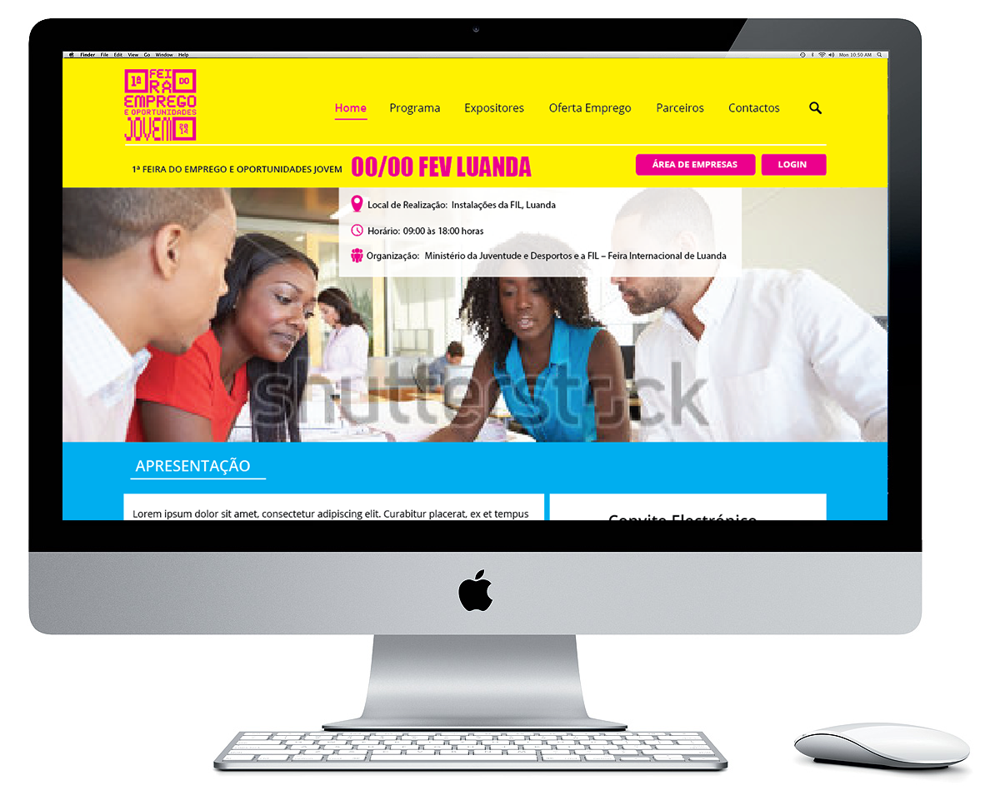 Finder File Edit View Go Window Help
Mon 10:50 AM
1ª FEIRA DO
EMPREGO
E OPORTUNIDADES
JOVEM 2014
Home Programa Expositores Oferta Emprego Parceiros Contactos
1ª FEIRA DO EMPREGO E OPORTUNIDADES JOVEM 00/00 FEV LUANDA ÁREA DE EMPRESAS LOGIN
Local de Realização: Instalações da FIL, Luanda
Horário: 09:00 às 18:00 horas
Organização: Ministério da Juventude e Desportos e a FIL – Feira Internacional de Luanda
shutterstock
APRESENTAÇÃO
Lorem ipsum dolor sit amet, consectetur adipiscing elit. Curabitur placerat, ex et tempus
Convite Electrónico